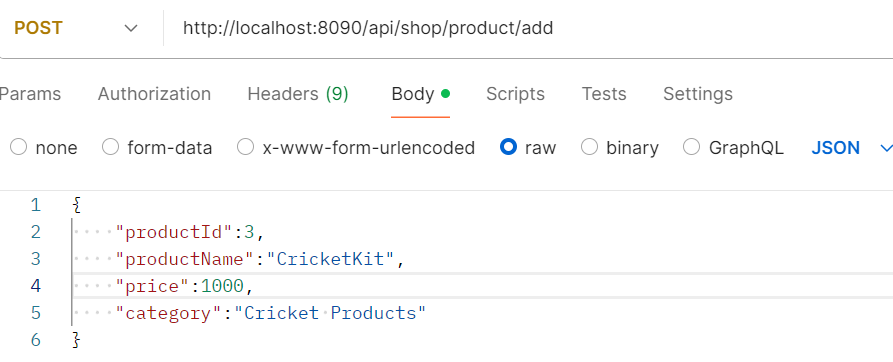 POST http://localhost:8090/api/shop/product/add
Params Authorization Headers (9) Body Scripts Tests Settings
none form-data x-www-form-urlencoded raw binary GraphQL JSON
1 {
2 "productId":3,
3 "productName":"CricketKit",
4 "price":1000,
5 "category":"Cricket Products"
6 }